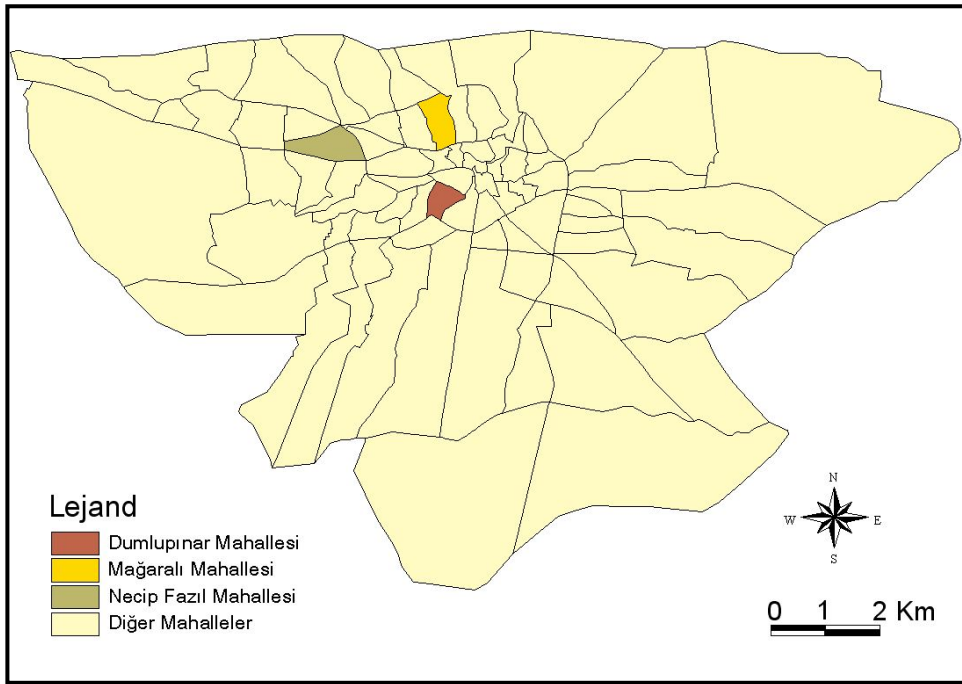 Lejand
Dumlupınar Mahallesi
Mağaralı Mahallesi
Necip Fazıl Mahallesi
Diğer Mahalleler
N
W E
S
0 1 2 Km